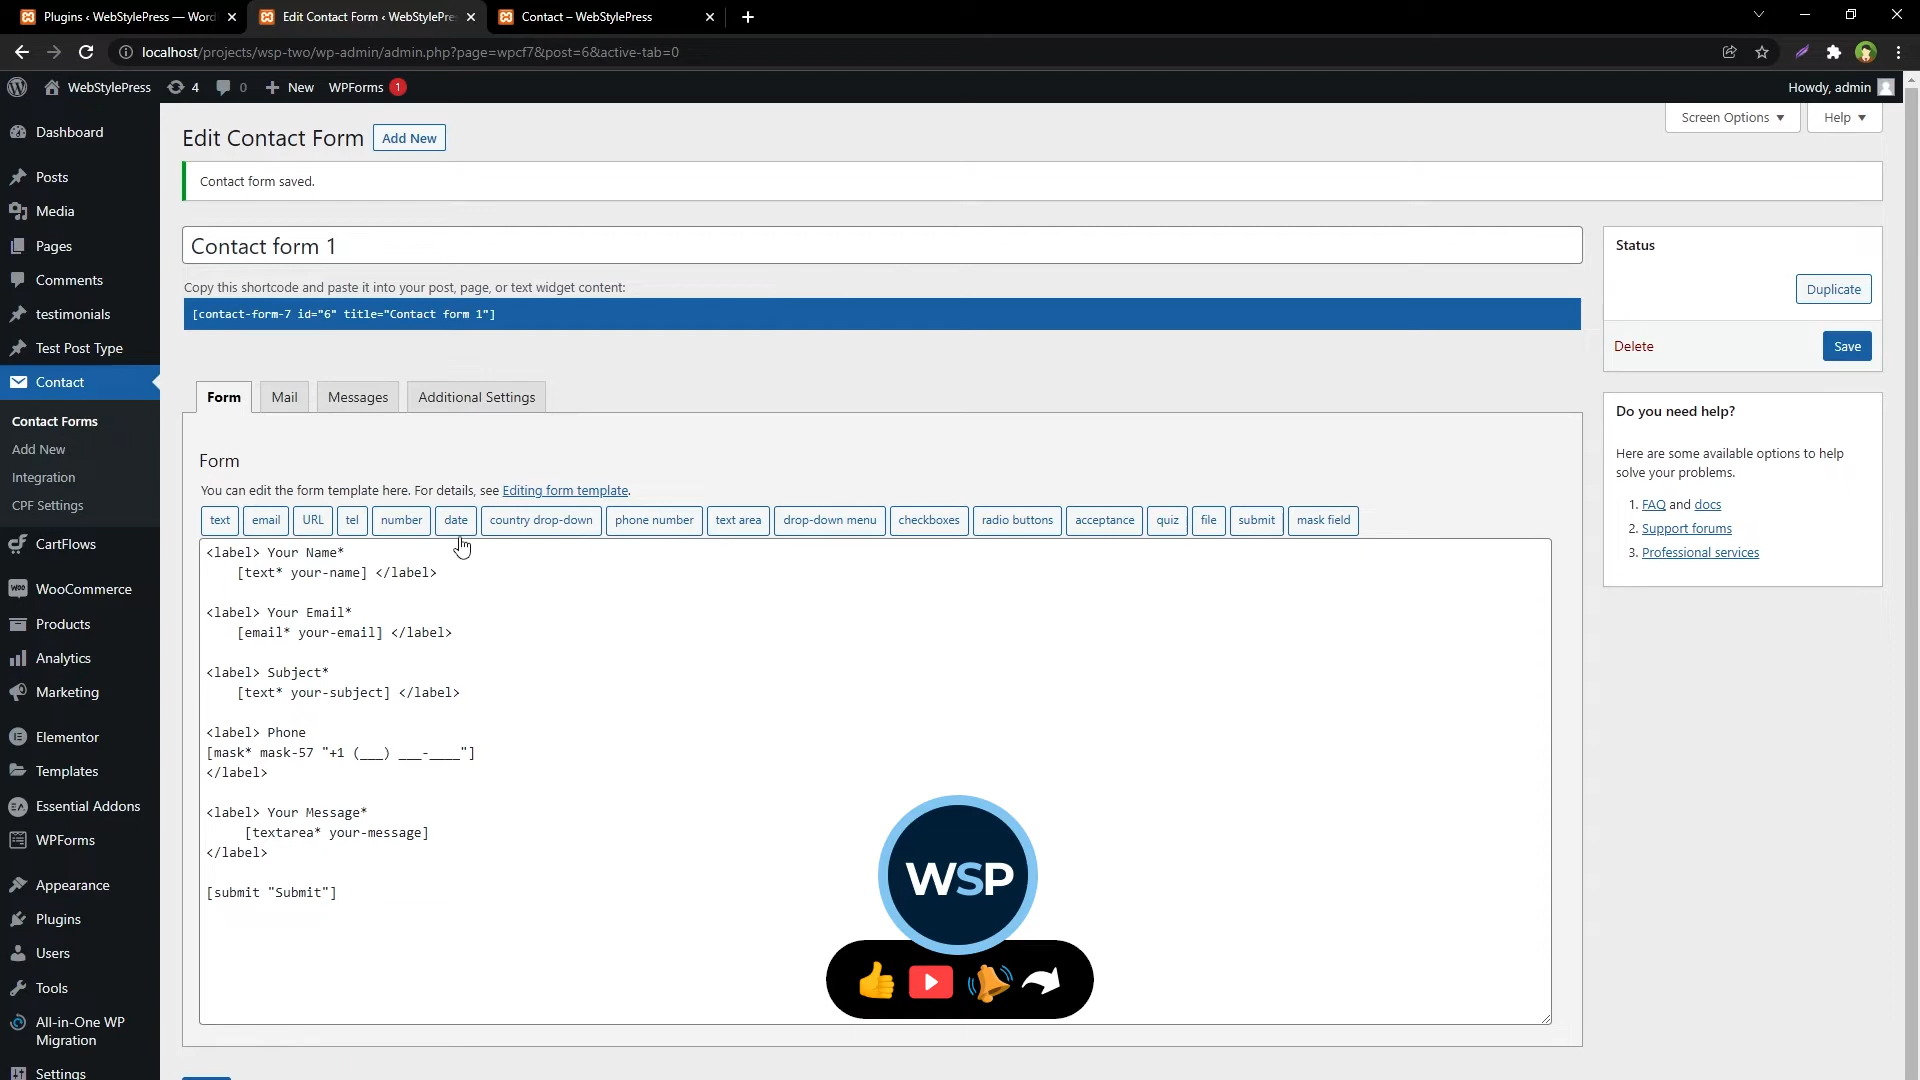 Plugins ‹ WebStylePress — Word
Edit Contact Form ‹ WebStylePre
Contact – WebStylePress
localhost/projects/wsp-two/wp-admin/admin.php?page=wpcf7&post=6&active-tab=0
WebStylePress 4 0 New WPForms 1
Howdy, admin
Screen Options ▼ Help ▼
Dashboard
Posts
Media
Pages
Comments
testimonials
Test Post Type
Contact
Contact Forms
Add New
Integration
CPF Settings
CartFlows
WooCommerce
Products
Analytics
Marketing
Elementor
Templates
Essential Addons
WPForms
Appearance
Plugins
Users
Tools
All-in-One WP
Migration
Settings
Edit Contact Form Add New
Contact form saved.
Contact form 1
Copy this shortcode and paste it into your post, page, or text widget content:
[contact-form-7 id="6" title="Contact form 1"]
Form Mail Messages Additional Settings
Form
You can edit the form template here. For details, see Editing form template.
text email URL tel number date country drop-down phone number text area drop-down menu checkboxes radio buttons acceptance quiz file submit mask field
<label> Your Name*
[text* your-name] </label>
<label> Your Email*
[email* your-email] </label>
<label> Subject*
[text* your-subject] </label>
<label> Phone
[mask* mask-57 "+1 (___) ___-____"]
</label>
<label> Your Message*
[textarea* your-message]
</label>
[submit "Submit"]
WSP
Status
Duplicate
Delete Save
Do you need help?
Here are some available options to help
solve your problems.
1. FAQ and docs
2. Support forums
3. Professional services